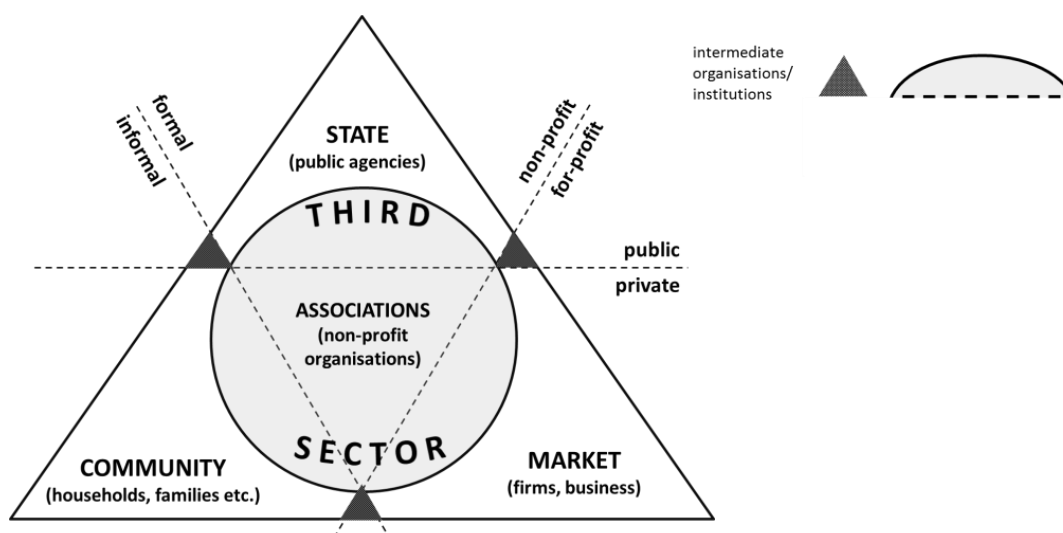 intermediate
organisations/
institutions
formal
informal
non-profit
for-profit
STATE
(public agencies)
THIRD
public
private
ASSOCIATIONS
(non-profit
organisations)
SECTOR
COMMUNITY
(households, families etc.)
MARKET
(firms, business)